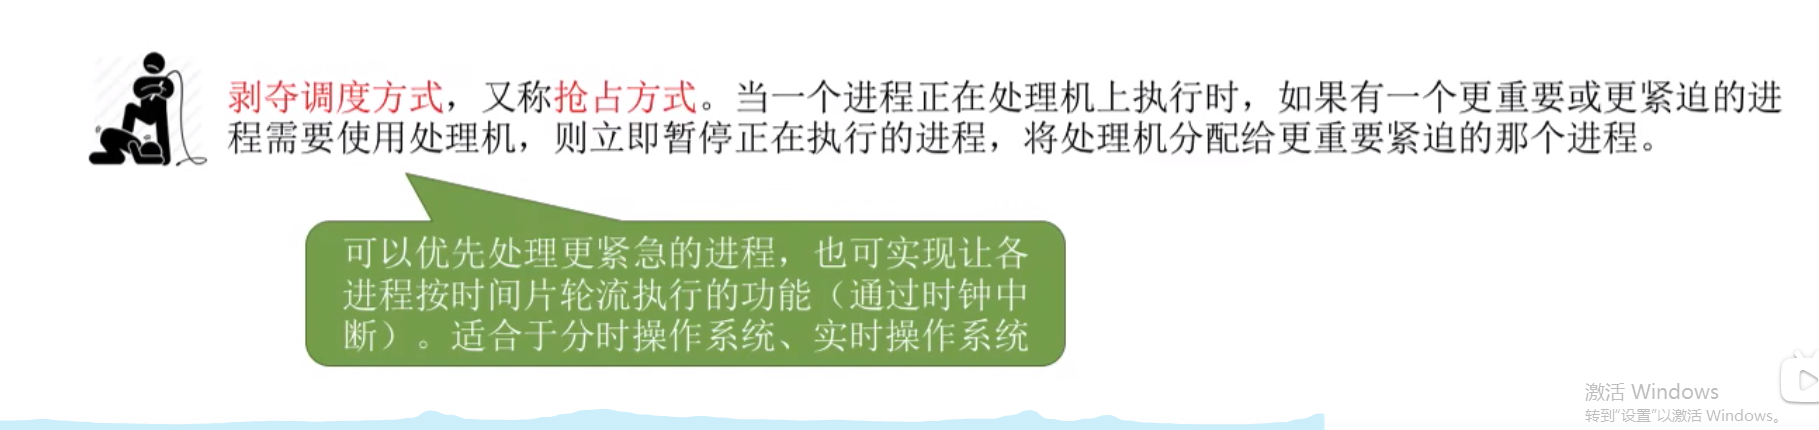 剥夺调度方式，又称抢占方式。当一个进程正在处理机上执行时，如果有一个更重要或更紧迫的进
程需要使用处理机，则立即暂停正在执行的进程，将处理机分配给更重要紧迫的那个进程。
可以优先处理更紧急的进程，也可实现让各
进程按时间片轮流执行的功能（通过时钟中
断）。适合于分时操作系统、实时操作系统
激活 Windows
转到“设置”以激活 Windows。